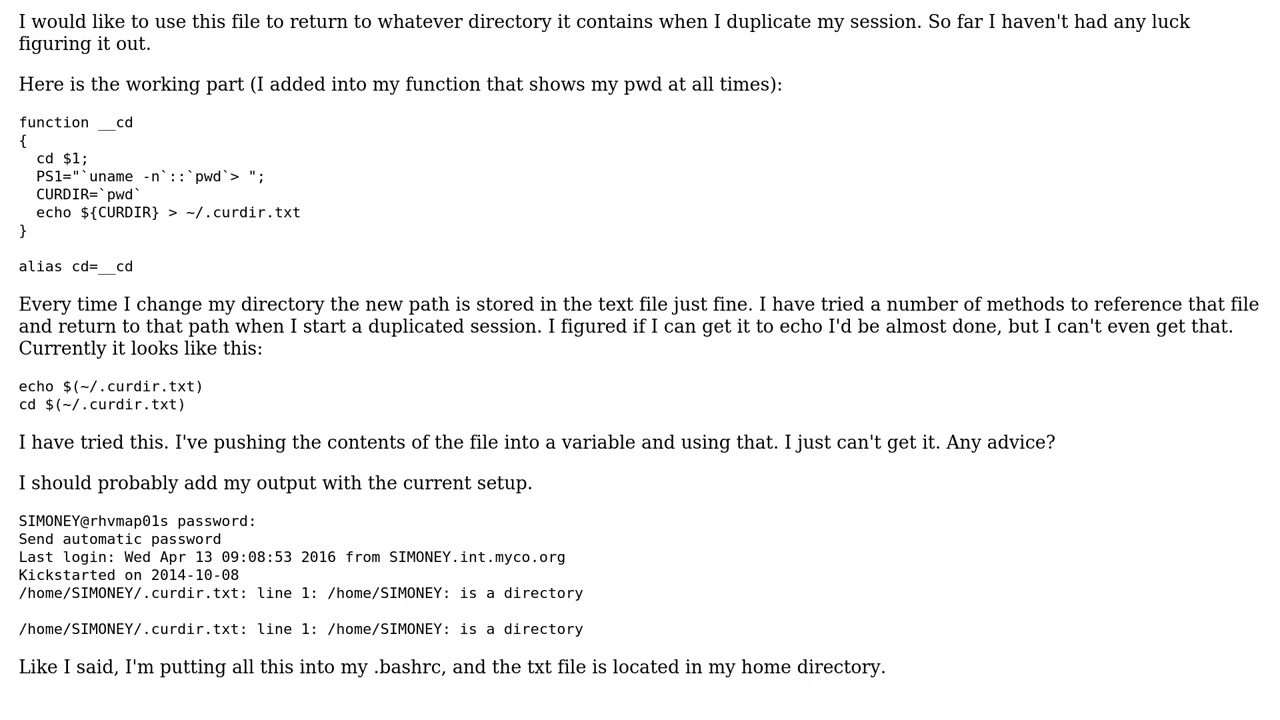 I would like to use this file to return to whatever directory it contains when I duplicate my session. So far I haven't had any luck
figuring it out.
Here is the working part (I added into my function that shows my pwd at all times):
function __cd
{
  cd $1;
  PS1="`uname -n`::`pwd`> ";
  CURDIR=`pwd`
  echo ${CURDIR} > ~/.curdir.txt
}
alias cd=__cd
Every time I change my directory the new path is stored in the text file just fine. I have tried a number of methods to reference that file
and return to that path when I start a duplicated session. I figured if I can get it to echo I'd be almost done, but I can't even get that.
Currently it looks like this:
echo $(~/.curdir.txt)
cd $(~/.curdir.txt)
I have tried this. I've pushing the contents of the file into a variable and using that. I just can't get it. Any advice?
I should probably add my output with the current setup.
SIMONEY@rhvmap01s password:
Send automatic password
Last login: Wed Apr 13 09:08:53 2016 from SIMONEY.int.myco.org
Kickstarted on 2014-10-08
/home/SIMONEY/.curdir.txt: line 1: /home/SIMONEY: is a directory
/home/SIMONEY/.curdir.txt: line 1: /home/SIMONEY: is a directory
Like I said, I'm putting all this into my .bashrc, and the txt file is located in my home directory.